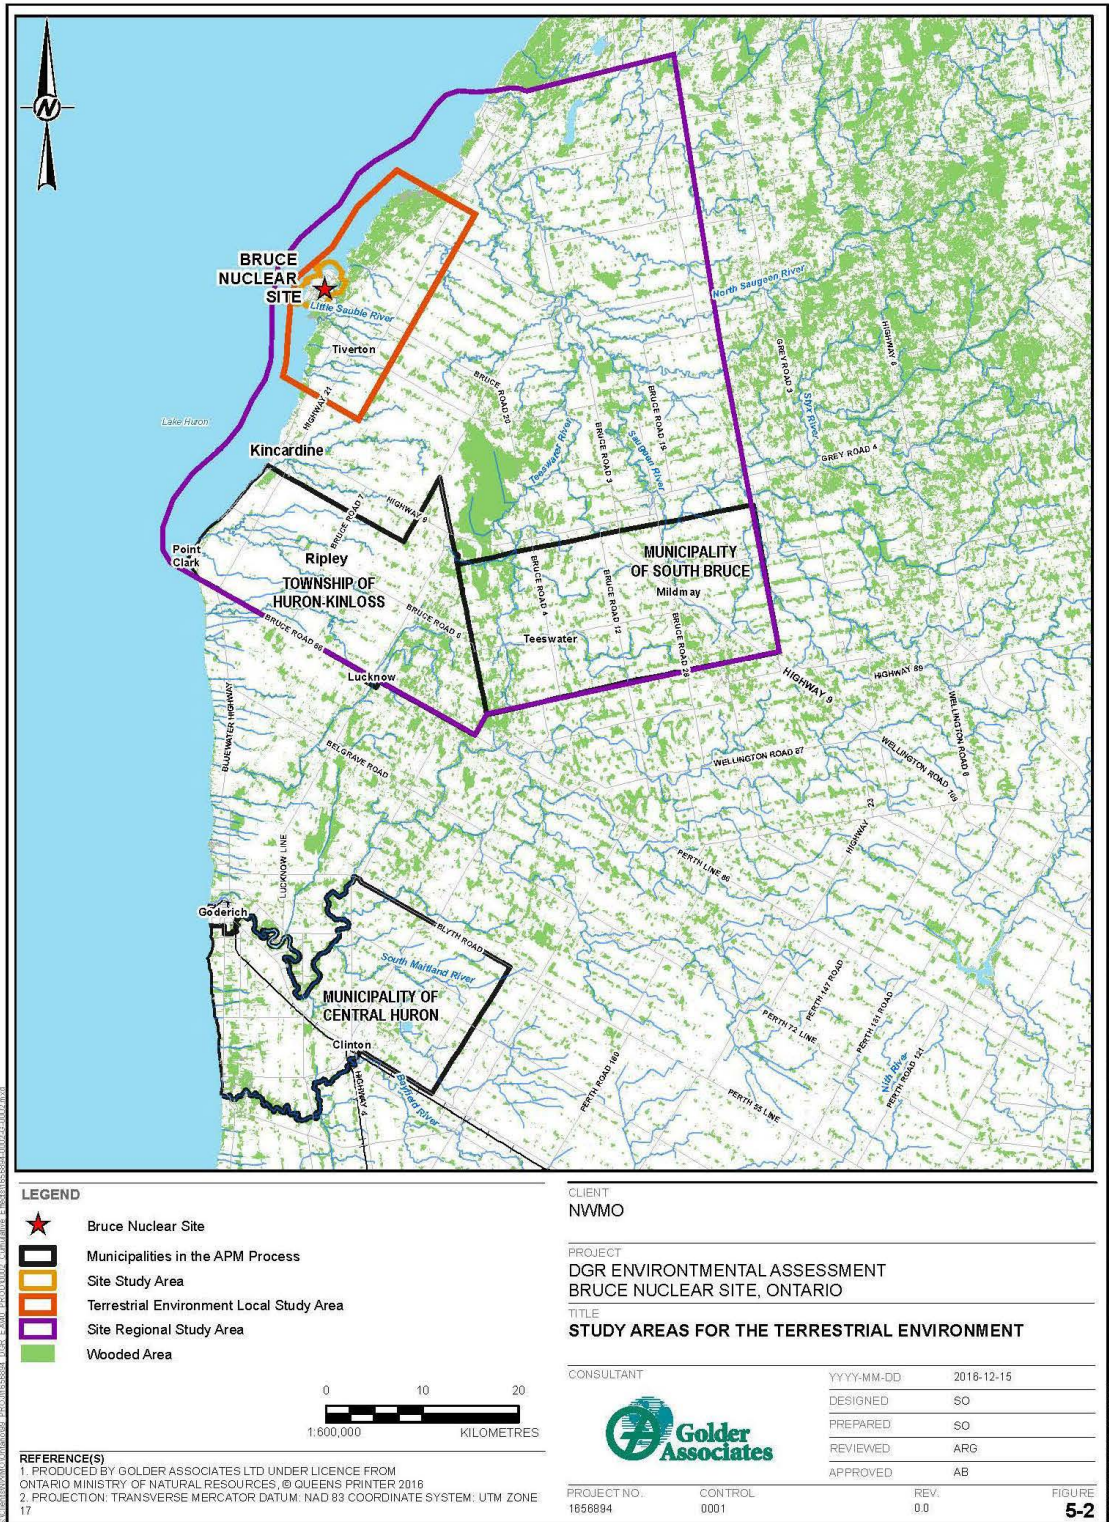 N
BRUCE
NUCLEAR
SITE
Little Sauble River
Tiverton
North Saugeen River
HIGHWAY 6
GREY ROAD 3
Styx River
GREY ROAD 4
BRUCE ROAD 20
BRUCE ROAD 19
BRUCE ROAD 3
Saugeen River
Teeswater River
HIGHWAY 21
Lake Huron
Kincardine
BRUCE ROAD 7
HIGHWAY 9
Point
Clark
Ripley
TOWNSHIP OF
HURON-KINLOSS
MUNICIPALITY
OF SOUTH BRUCE
Mildmay
BRUCE ROAD 4
BRUCE ROAD 12
BRUCE ROAD 6
Teeswater
BRUCE ROAD 28
BRUCE ROAD 86
Lucknow
HIGHWAY 9
HIGHWAY 89
WELLINGTON ROAD 6
BLUEWATER HIGHWAY
BELGRAVE ROAD
WELLINGTON ROAD 87
WELLINGTON ROAD 109
HIGHWAY 23
LUCKNOW LINE
PERTH LINE 86
Goderich
BLYTH ROAD
South Maitland River
MUNICIPALITY OF
CENTRAL HURON
PERTH 147 ROAD
PERTH 131 ROAD
PERTH 72 LINE
Clinton
HIGHWAY 4
Bayfield River
PERTH ROAD 180
PERTH 55 LINE
Nith River
PERTH ROAD 121
LEGEND
Bruce Nuclear Site
Municipalities in the APM Process
Site Study Area
Terrestrial Environment Local Study Area
Site Regional Study Area
Wooded Area
0 10 20
1:600,000 KILOMETRES
REFERENCE(S)
1. PRODUCED BY GOLDER ASSOCIATES LTD UNDER LICENCE FROM
ONTARIO MINISTRY OF NATURAL RESOURCES, © QUEENS PRINTER 2016
2. PROJECTION: TRANSVERSE MERCATOR DATUM: NAD 83 COORDINATE SYSTEM: UTM ZONE
17
CLIENT
NWMO
PROJECT
DGR ENVIRONTMENTAL ASSESSMENT
BRUCE NUCLEAR SITE, ONTARIO
TITLE
STUDY AREAS FOR THE TERRESTRIAL ENVIRONMENT
CONSULTANT
Golder
Associates
YYYY-MM-DD 2016-12-15
DESIGNED SO
PREPARED SO
REVIEWED ARG
APPROVED AB
PROJECT NO. CONTROL REV. FIGURE
1656894 0001 0.0 5-2